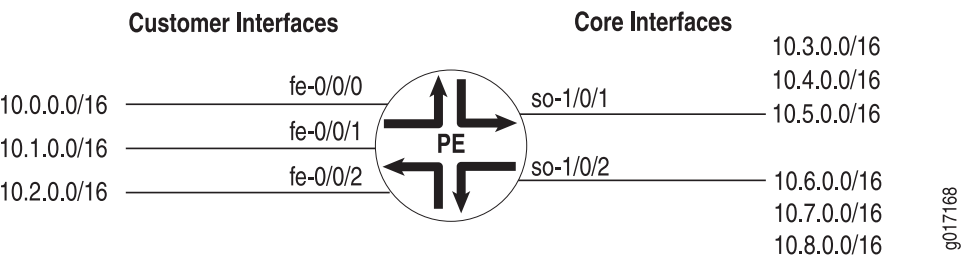 Customer Interfaces
Core Interfaces
10.0.0.0/16
fe-0/0/0
10.1.0.0/16
fe-0/0/1
10.2.0.0/16
fe-0/0/2
PE
so-1/0/1
10.3.0.0/16
10.4.0.0/16
10.5.0.0/16
so-1/0/2
10.6.0.0/16
10.7.0.0/16
10.8.0.0/16
g017168